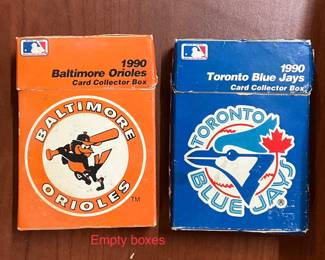 1990
Baltimore Orioles
Card Collector Box
BALTIMORE
ORIOLES
TM
1990
Toronto Blue Jays
Card Collector Box
TORONTO
BLUE JAYS
®
Empty boxes